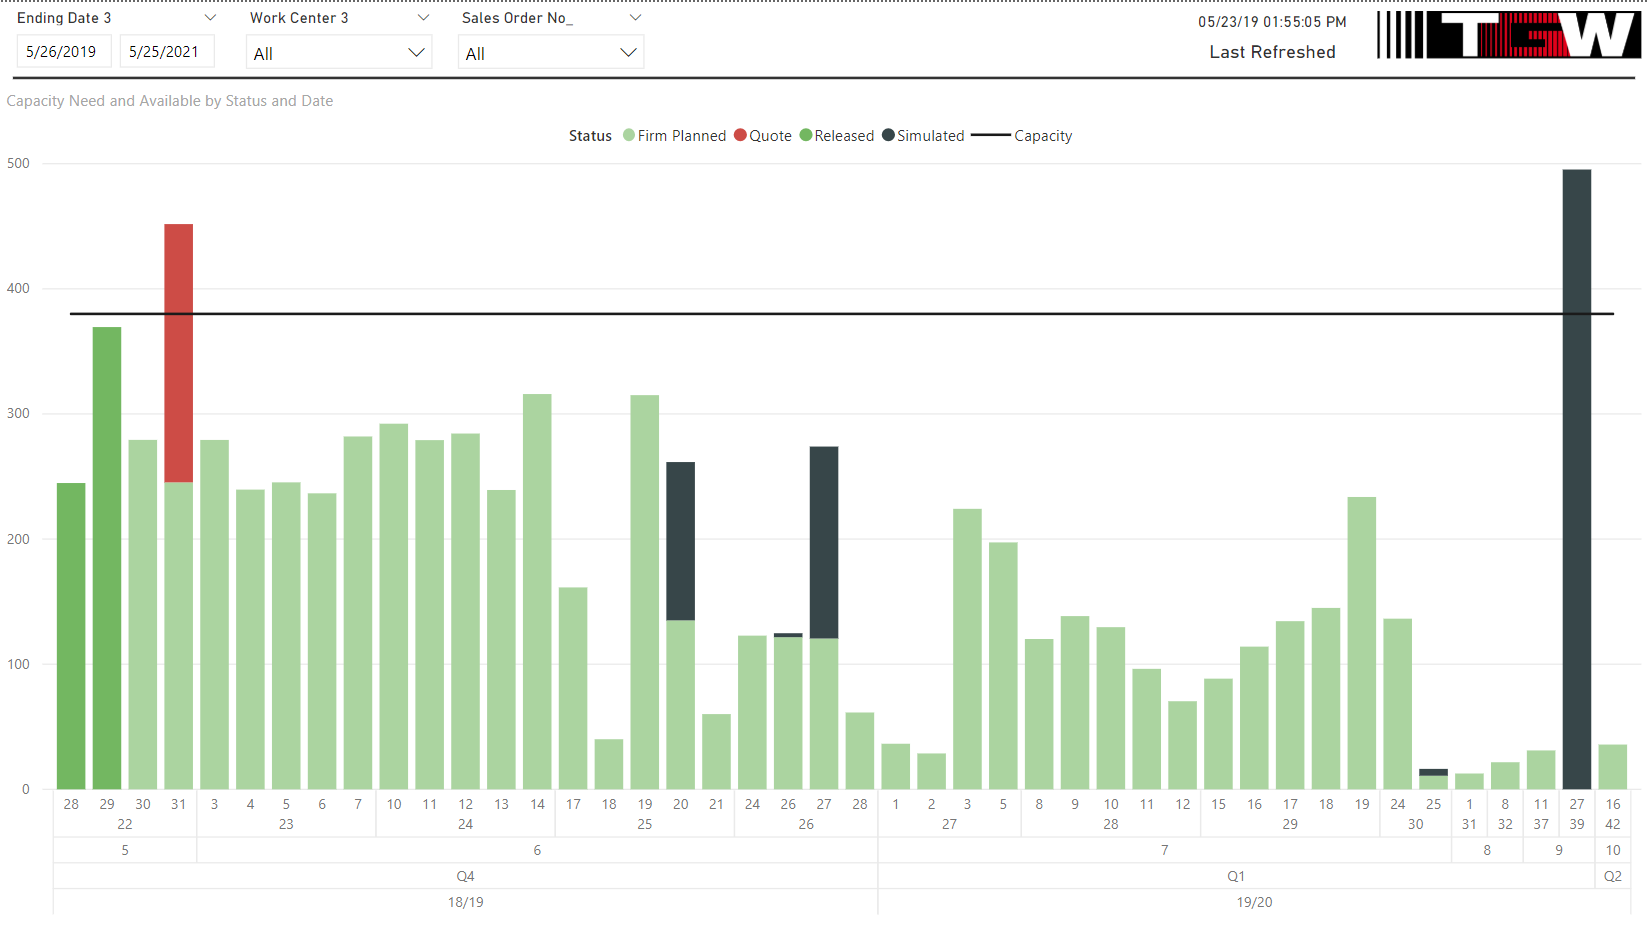 Ending Date 3
Work Center 3
Sales Order No_
05/23/19 01:55:05 PM
5/26/2019 5/25/2021
All
All
Last Refreshed
TGW
Capacity Need and Available by Status and Date
Status Firm Planned Quote Released Simulated Capacity
500
400
300
200
100
0
28 29 30 31 3 4 5 6 7 10 11 12 13 14 17 18 19 20 21 24 26 27 28 1 2 3 5 8 9 10 11 12 15 16 17 18 19 24 25 1 8 11 27 16
22 23 24 25 26 27 28 29 30 31 32 37 39 42
5 6 7 8 9 10
Q4 Q1 Q2
18/19 19/20